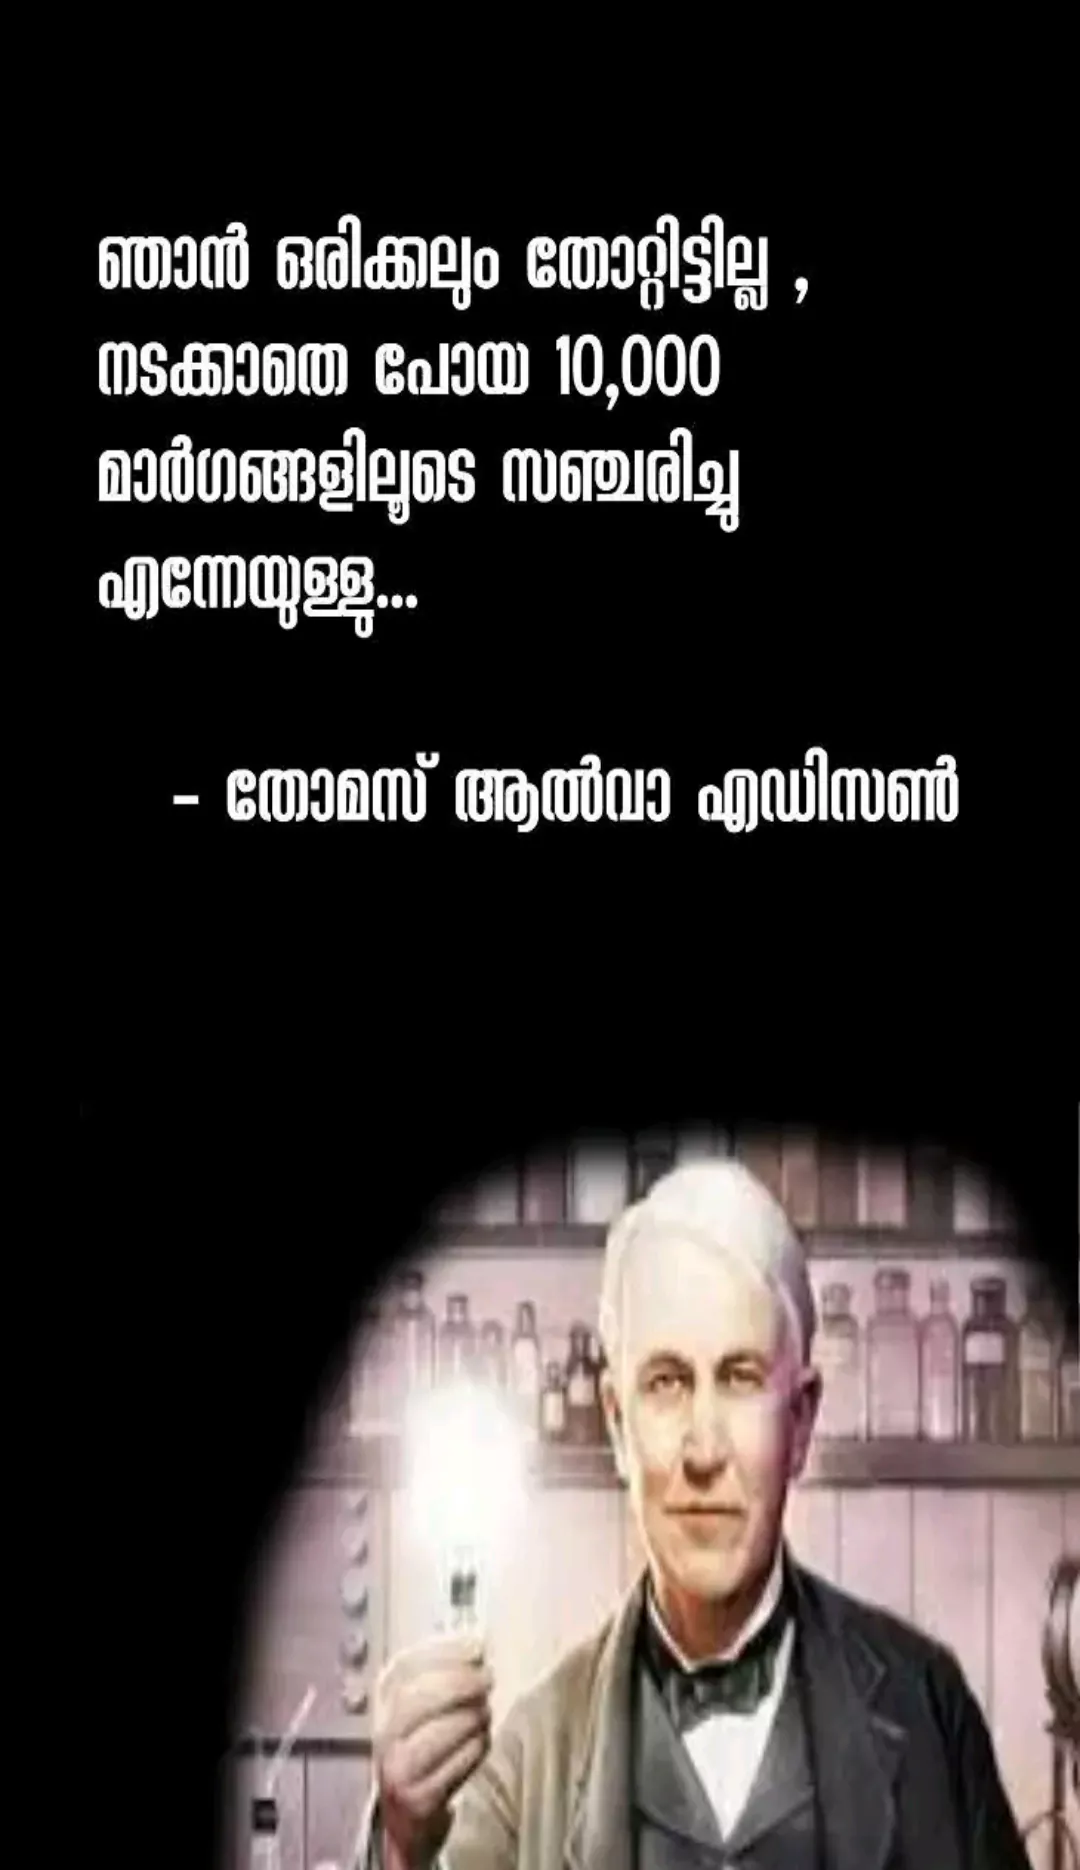 ഞാൻ ഒരിക്കലും തോറ്റിട്ടില്ല ,
നടക്കാതെ പോയ 10,000
മാർഗങ്ങളിലൂടെ സഞ്ചരിച്ചു
എന്നേയുള്ളു...
- തോമസ് ആൽവാ എഡിസൺ